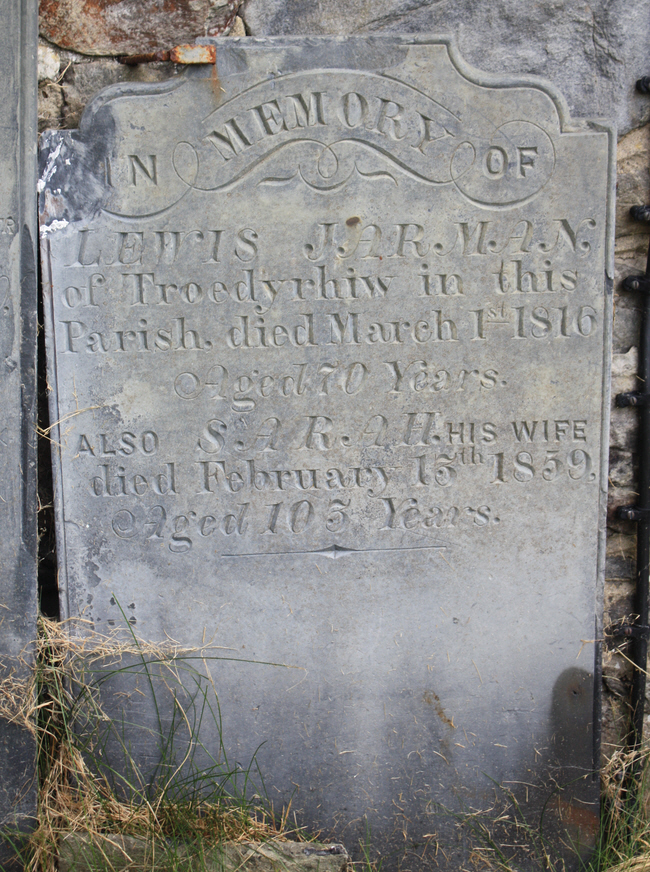 IN MEMORY OF
LEWIS JARMAN,
of Troedyrhiw in this
Parish, died March 1st 1816
Aged 70 Years.
ALSO SARAH HIS WIFE
died February 15th 1859,
Aged 105 Years.